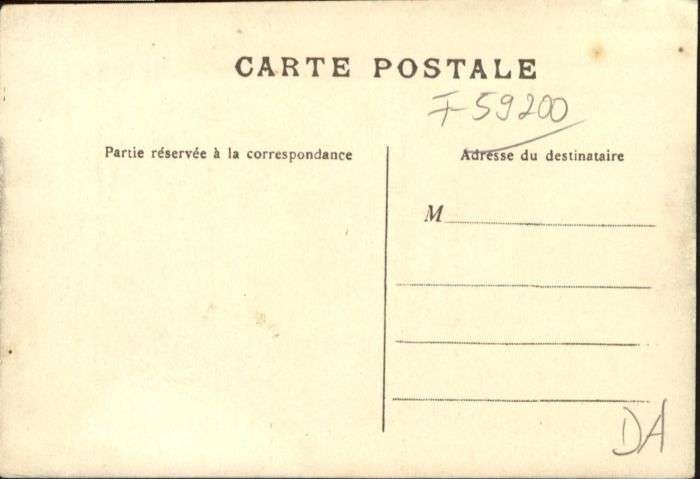 CARTE POSTALE
F-59200
Partie réservée à la correspondance
Adresse du destinataire
M
DA